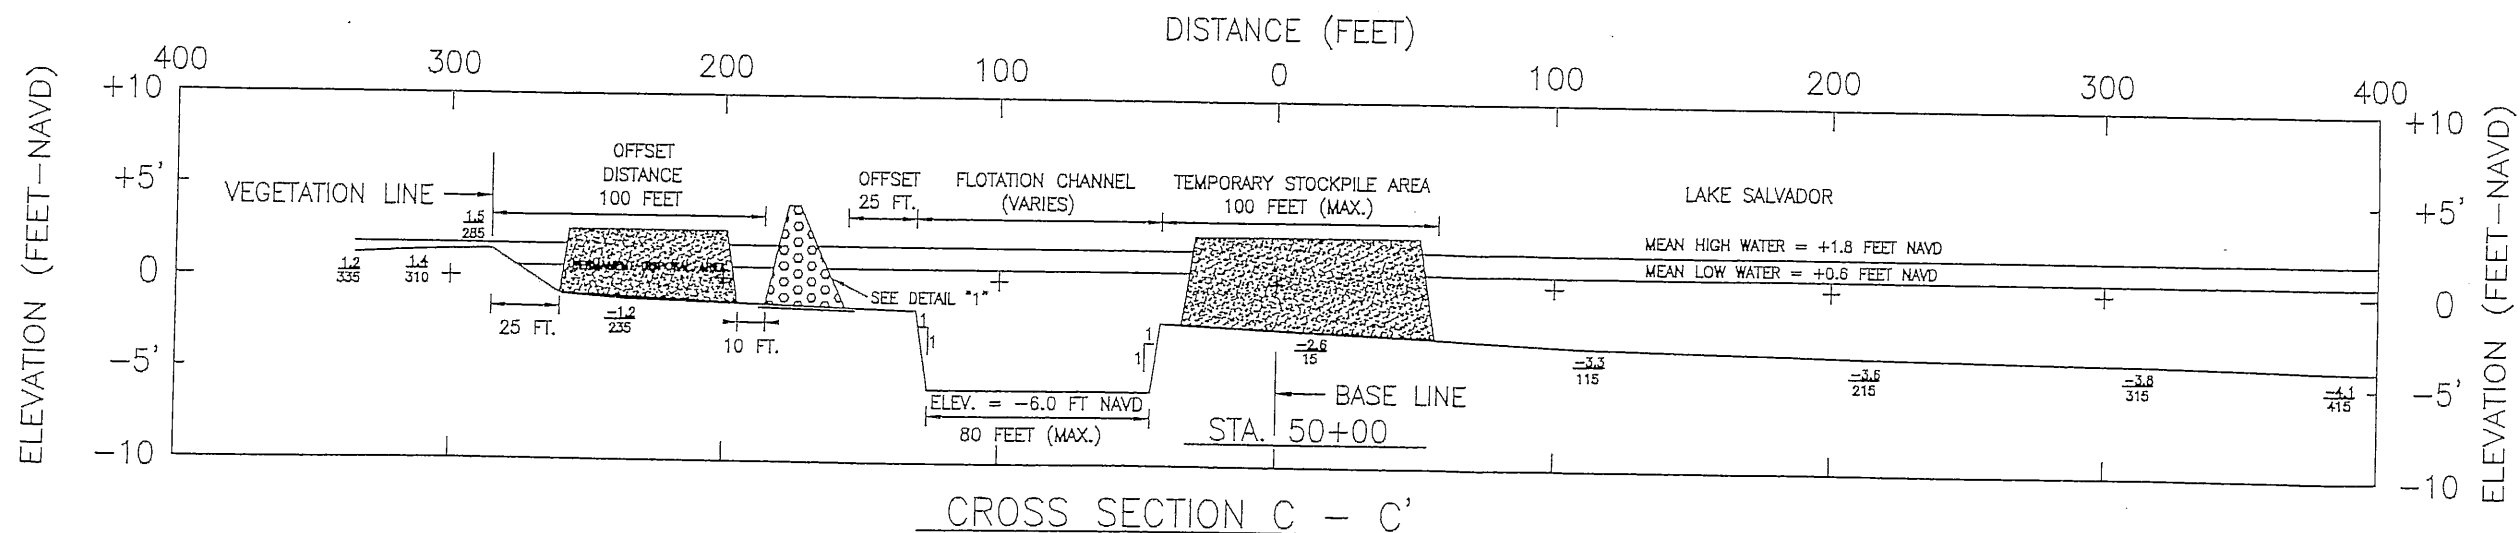 DISTANCE (FEET)
400 300 200 100 0 100 200 300 400
ELEVATION (FEET-NAVD)
+10
+5'
0
-5'
-10
+10
+5'
0
-5'
-10
ELEVATION (FEET-NAVD)
VEGETATION LINE
OFFSET
DISTANCE
100 FEET
OFFSET
25 FT.
FLOTATION CHANNEL
(VARIES)
TEMPORARY STOCKPILE AREA
100 FEET (MAX.)
LAKE SALVADOR
MEAN HIGH WATER = +1.8 FEET NAVD
MEAN LOW WATER = +0.6 FEET NAVD
1.2
335
1.4
310
1.5
285
PERMANENT DISPOSAL AREA
SEE DETAIL "1"
25 FT.
-1.2
235
10 FT.
1
1
1
1
ELEV. = -6.0 FT NAVD
80 FEET (MAX.)
-2.6
15
BASE LINE
STA. 50+00
-3.3
115
-3.6
215
-3.8
315
-4.1
415
CROSS SECTION C - C'